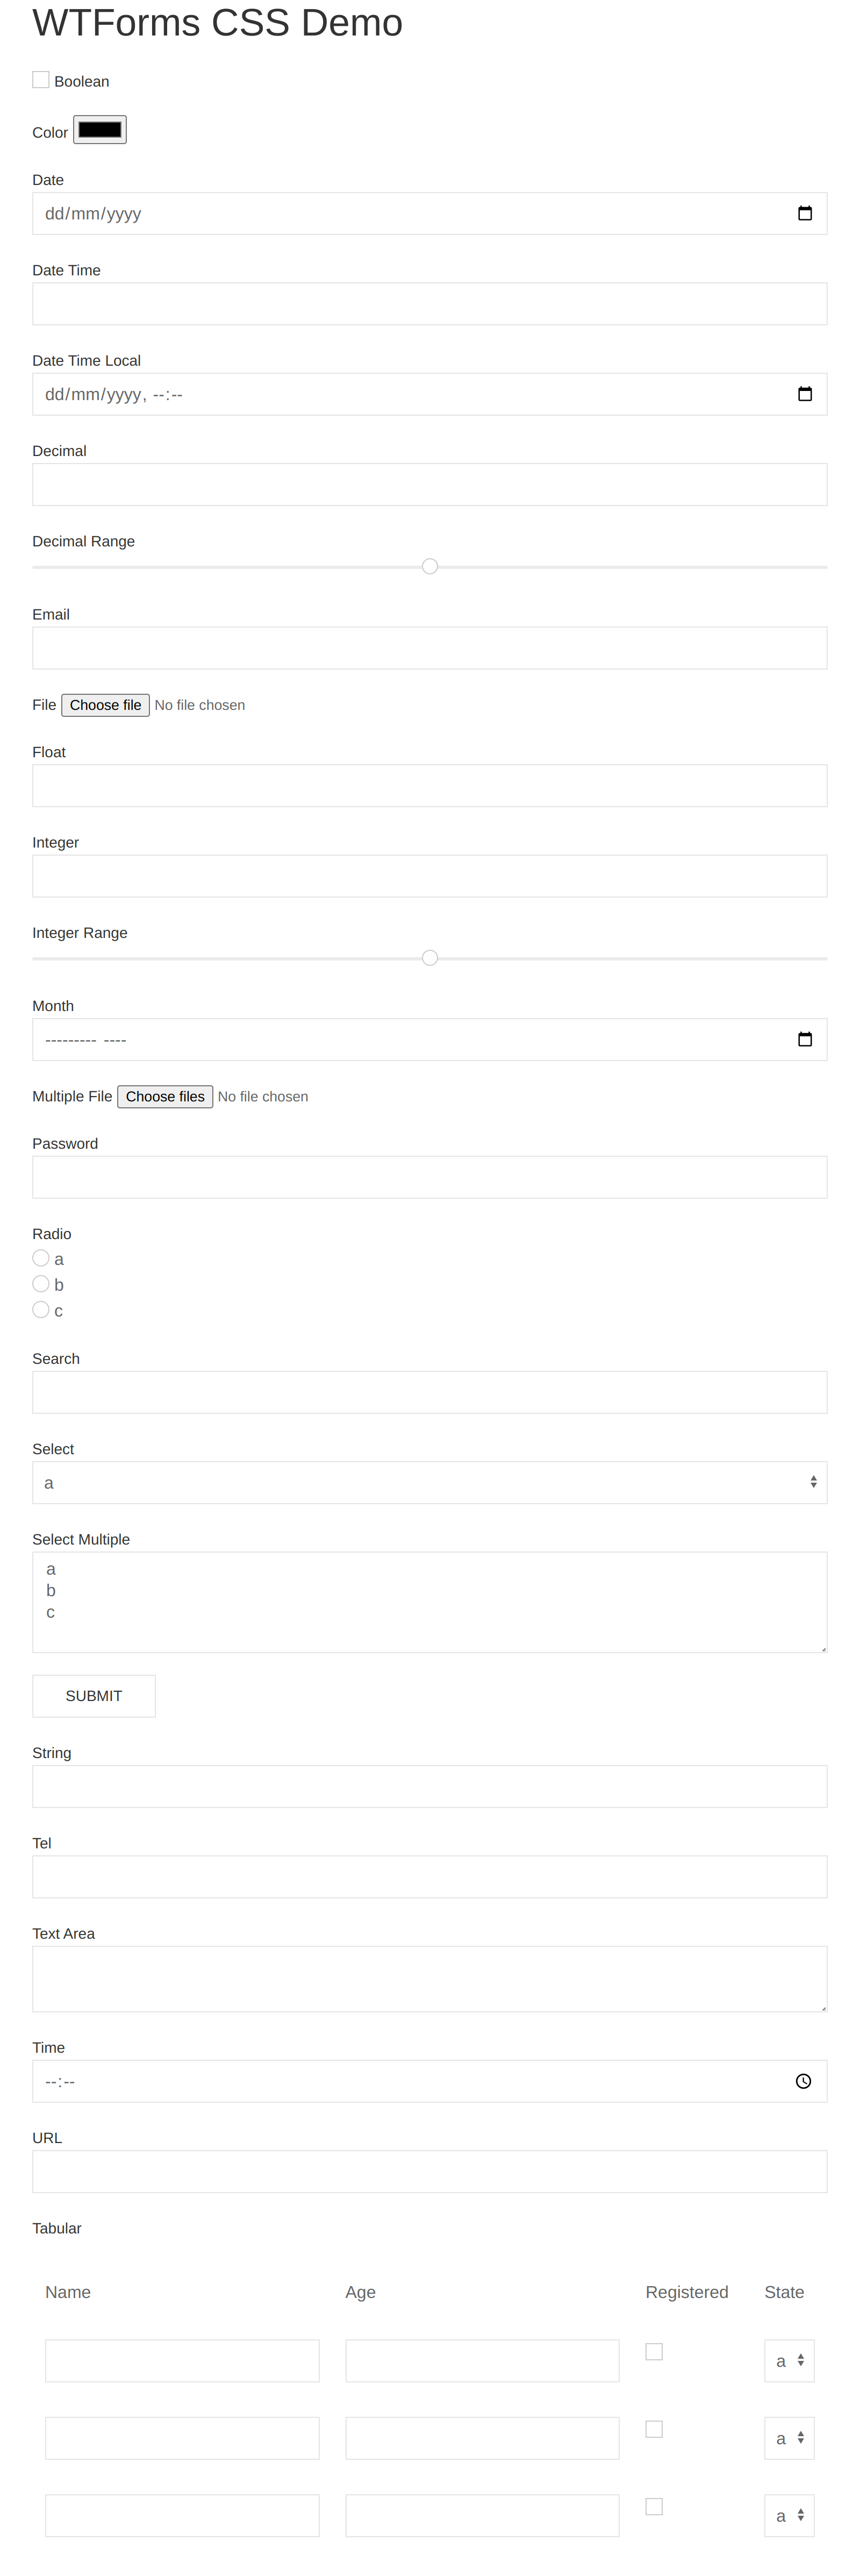 WTForms CSS Demo
Boolean
Color
Date
dd/mm/yyyy
Date Time
Date Time Local
dd/mm/yyyy, --:--
Decimal
Decimal Range
Email
File Choose file No file chosen
Float
Integer
Integer Range
Month
--------- ----
Multiple File Choose files No file chosen
Password
Radio
a
b
c
Search
Select
a
Select Multiple
a
b
c
SUBMIT
String
Tel
Text Area
Time
--:--
URL
Tabular
Name Age Registered State
a
a
a